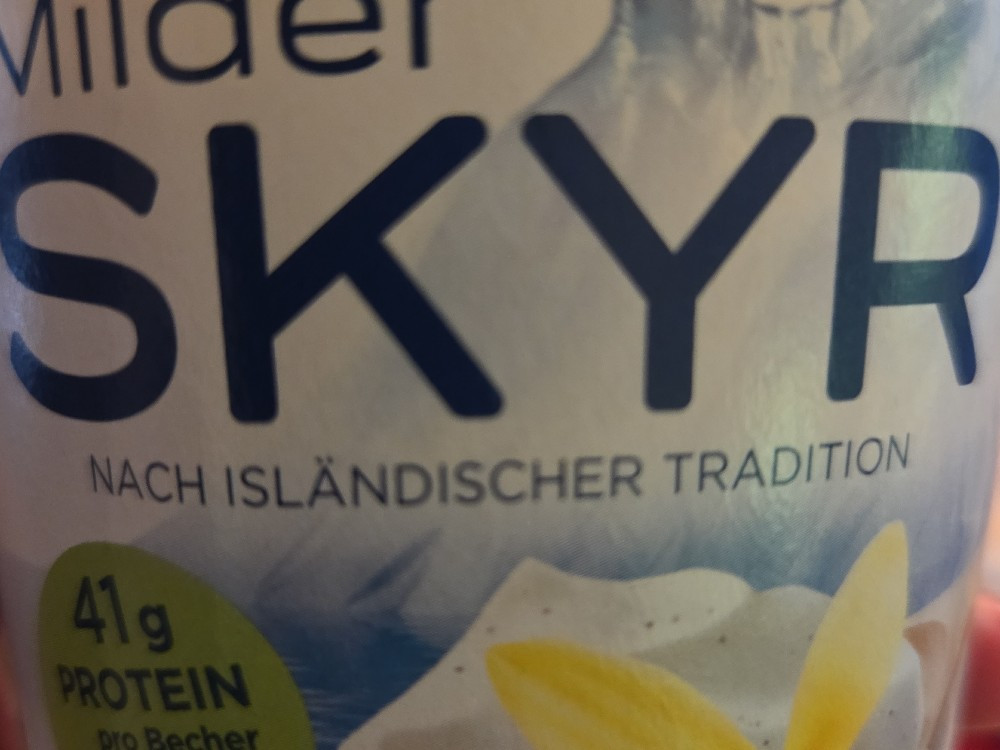 Milder
SKYR
NACH ISLÄNDISCHER TRADITION
41g
PROTEIN
pro Becher